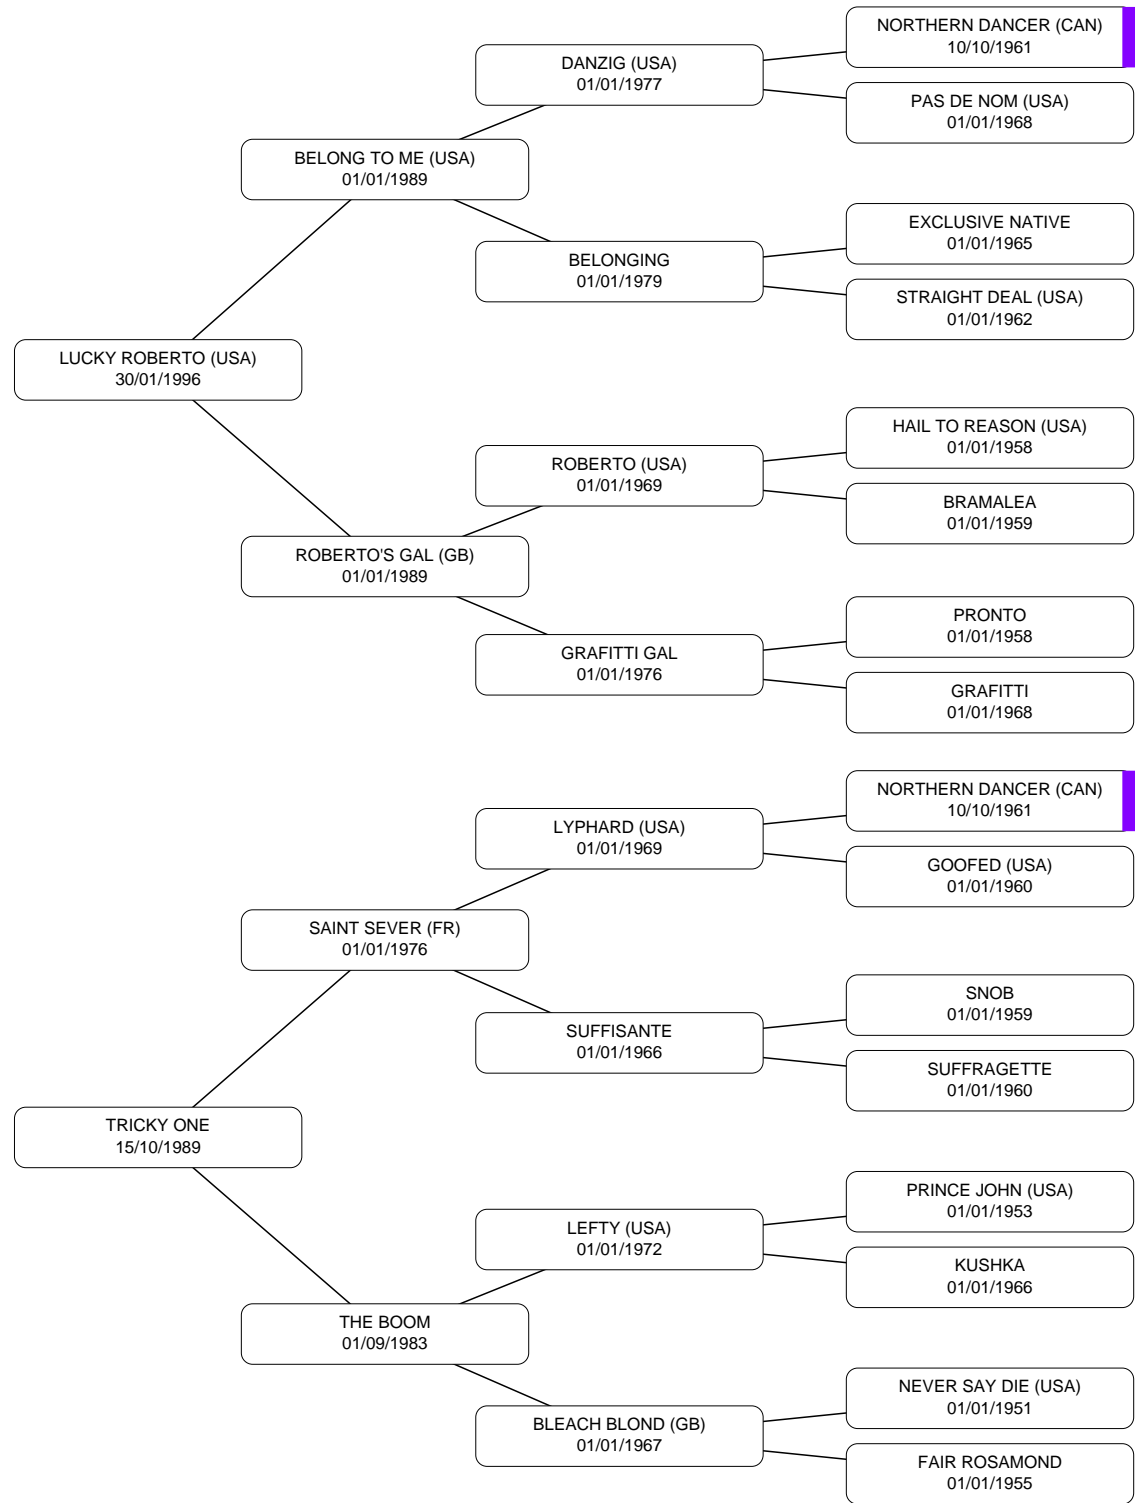 NORTHERN DANCER (CAN)
10/10/1961
DANZIG (USA)
01/01/1977
PAS DE NOM (USA)
01/01/1968
BELONG TO ME (USA)
01/01/1989
EXCLUSIVE NATIVE
01/01/1965
BELONGING
01/01/1979
STRAIGHT DEAL (USA)
01/01/1962
LUCKY ROBERTO (USA)
30/01/1996
HAIL TO REASON (USA)
01/01/1958
ROBERTO (USA)
01/01/1969
BRAMALEA
01/01/1959
ROBERTO'S GAL (GB)
01/01/1989
PRONTO
01/01/1958
GRAFITTI GAL
01/01/1976
GRAFITTI
01/01/1968
NORTHERN DANCER (CAN)
10/10/1961
LYPHARD (USA)
01/01/1969
GOOFED (USA)
01/01/1960
SAINT SEVER (FR)
01/01/1976
SNOB
01/01/1959
SUFFISANTE
01/01/1966
SUFFRAGETTE
01/01/1960
TRICKY ONE
15/10/1989
PRINCE JOHN (USA)
01/01/1953
LEFTY (USA)
01/01/1972
KUSHKA
01/01/1966
THE BOOM
01/09/1983
NEVER SAY DIE (USA)
01/01/1951
BLEACH BLOND (GB)
01/01/1967
FAIR ROSAMOND
01/01/1955